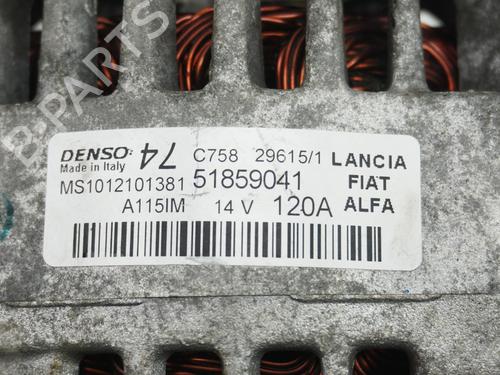 DENSO 74 C758 29615/1 LANCIA
Made in Italy
MS1012101381 51859041 FIAT
A115IM 14 V 120A ALFA
B-PARTS